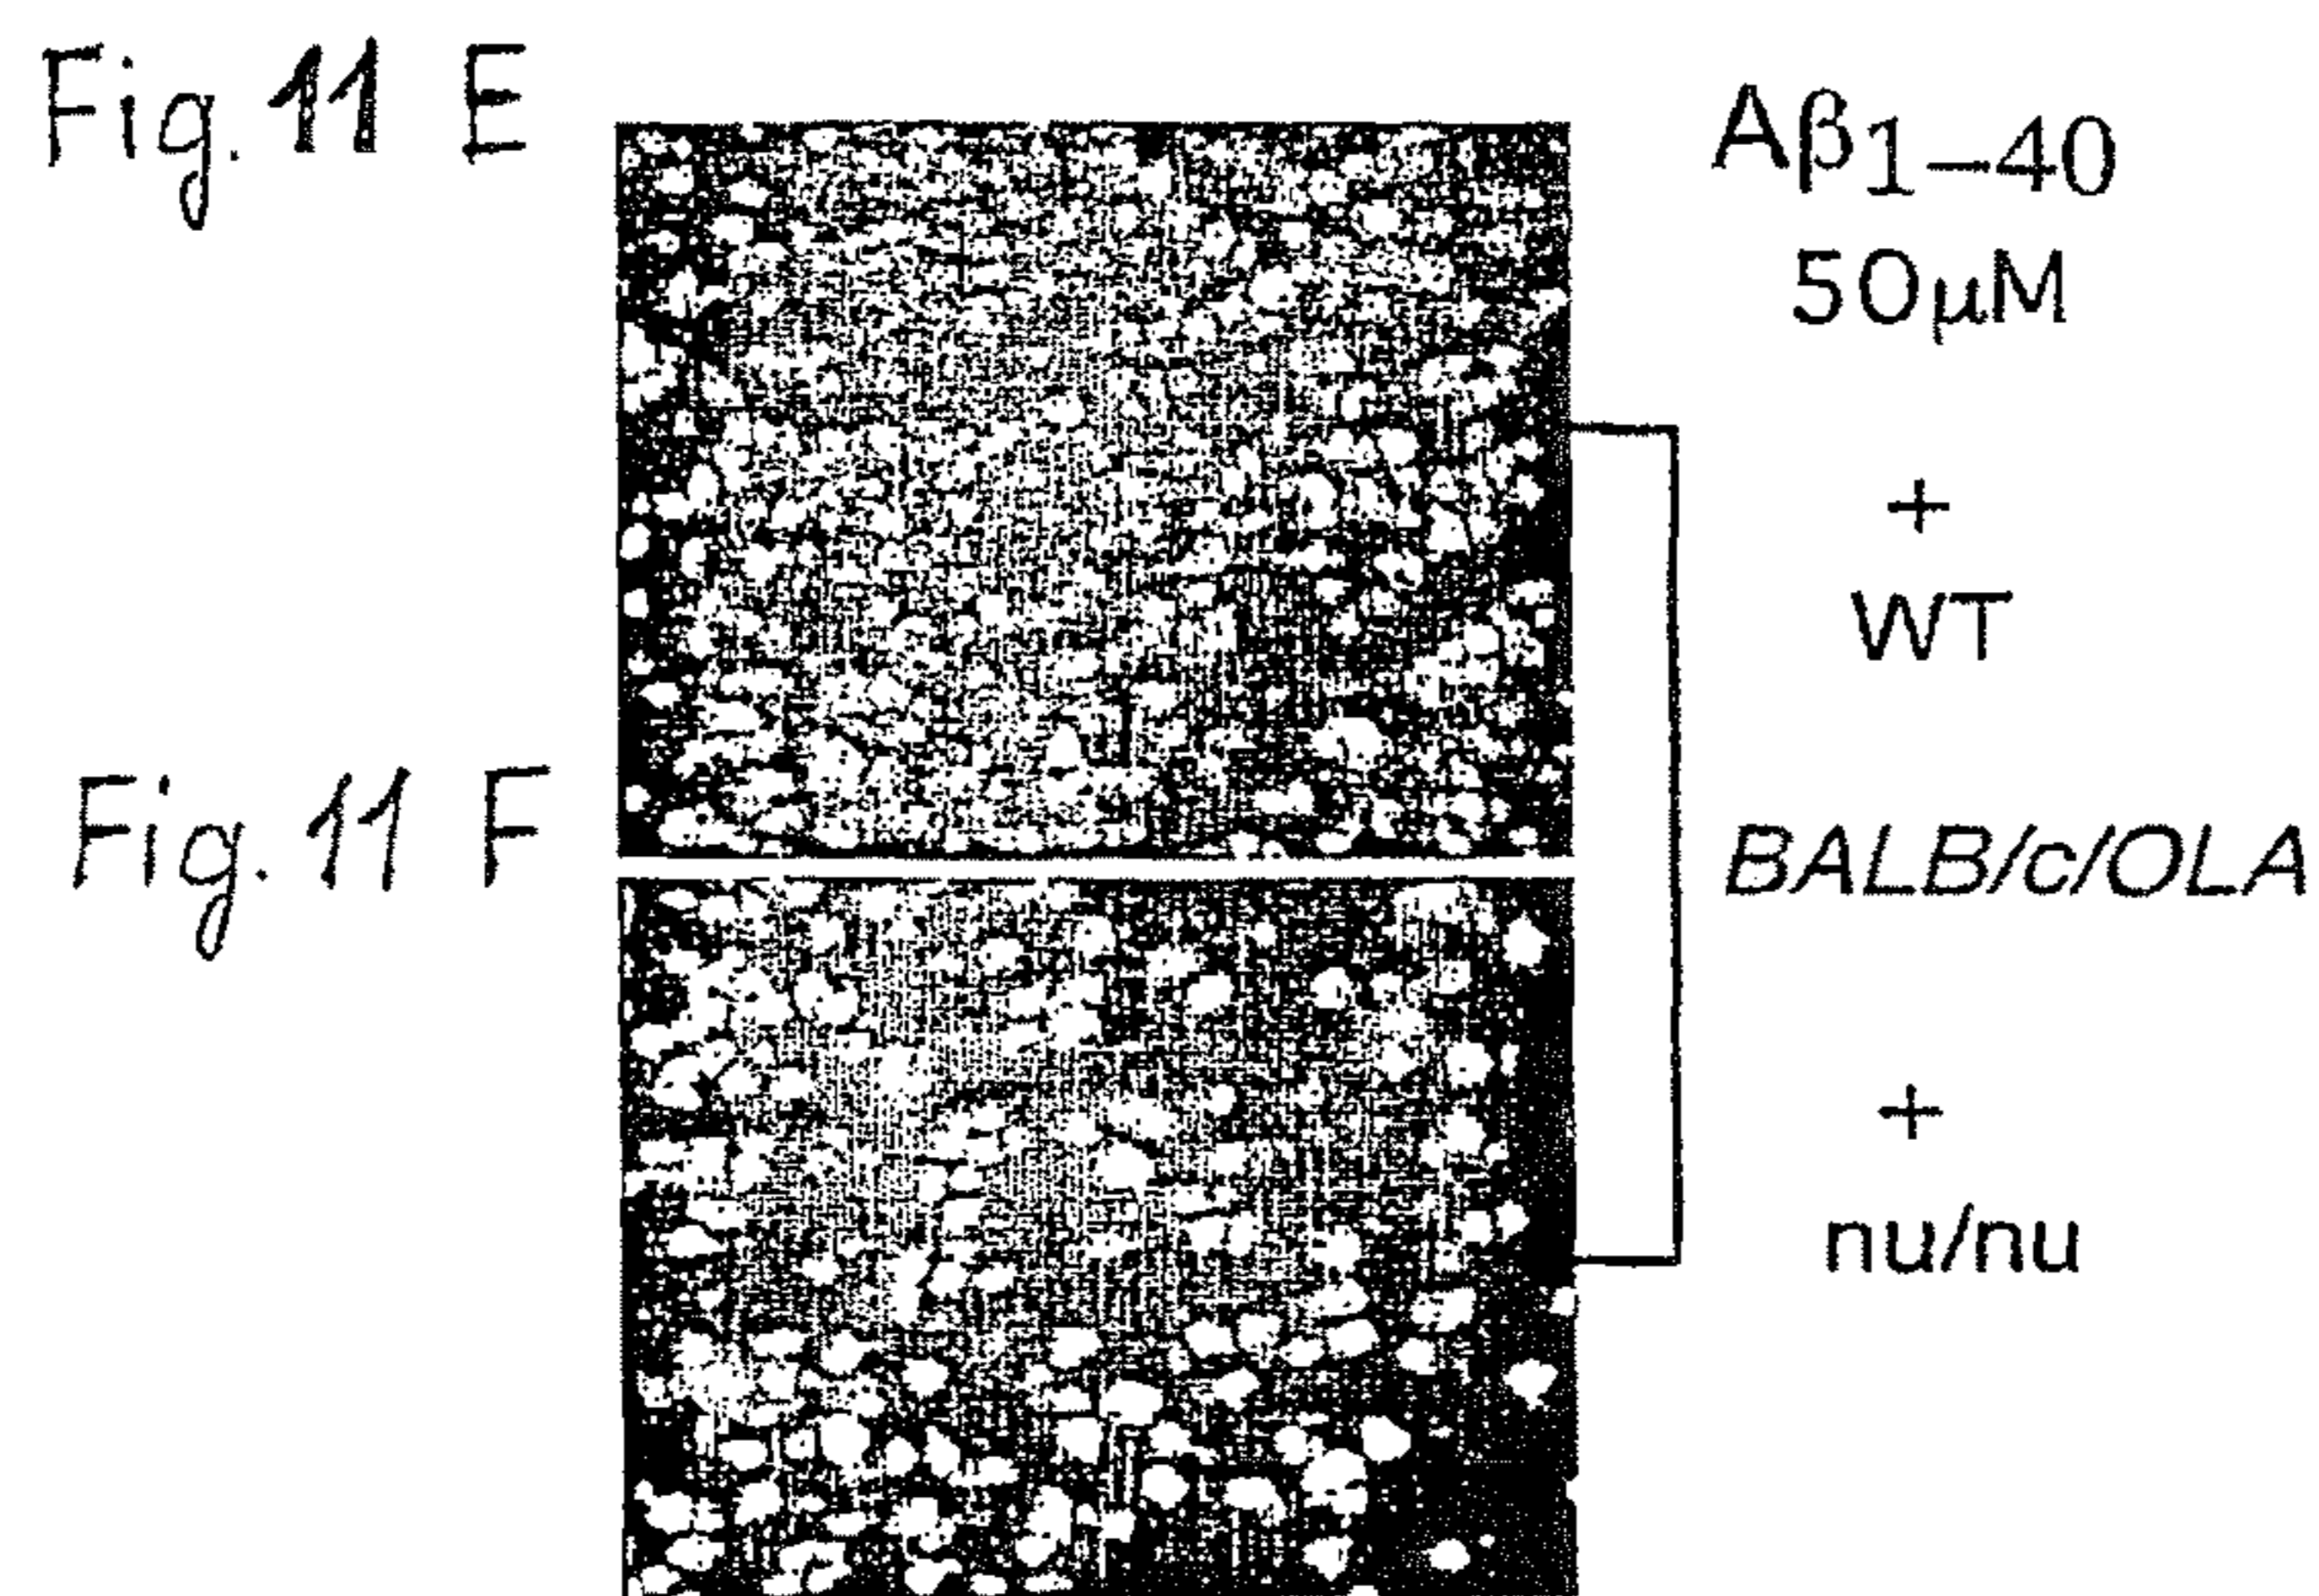 Fig. 11 E
Aβ1–40
50μM
+
WT
Fig. 11 F
BALB/c/OLA
+
nu/nu